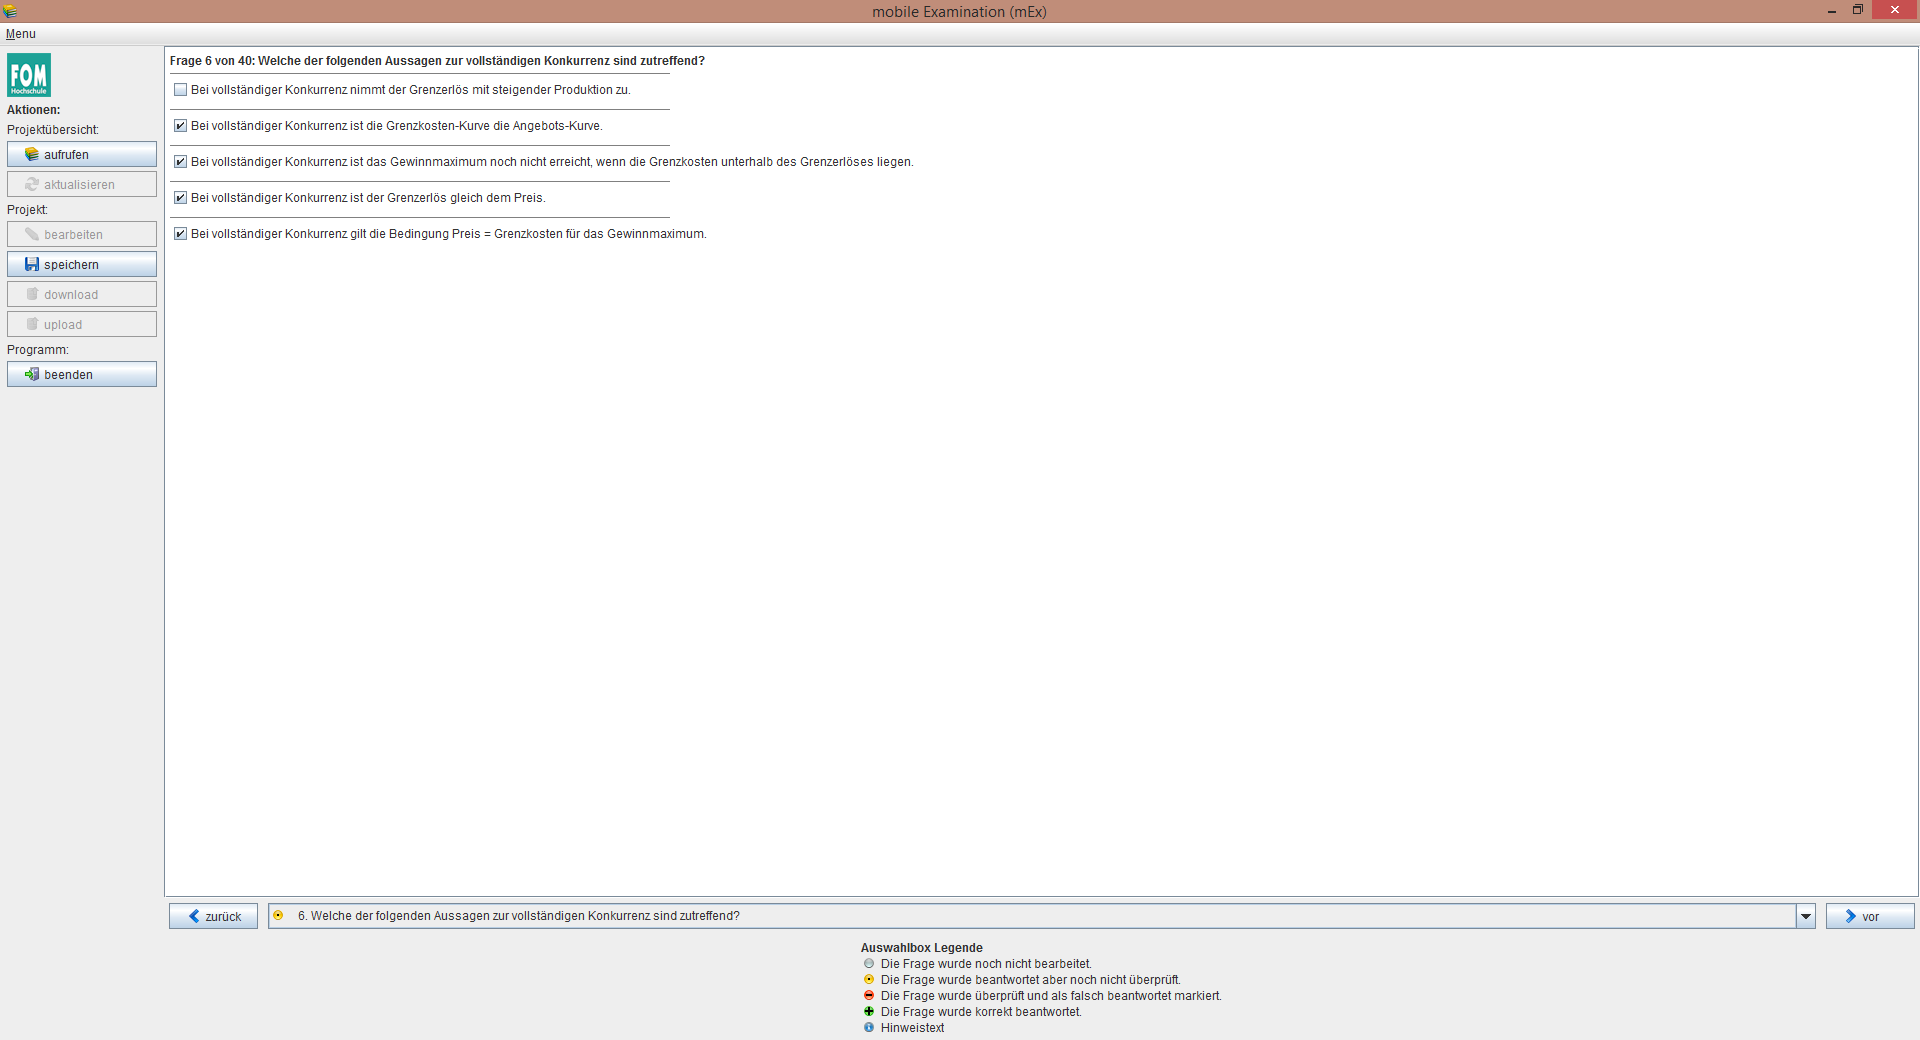 mobile Examination (mEx)
Menu
FOM
Hochschule
Aktionen:
Projektübersicht:
aufrufen
aktualisieren
Projekt:
bearbeiten
speichern
download
upload
Programm:
beenden
Frage 6 von 40: Welche der folgenden Aussagen zur vollständigen Konkurrenz sind zutreffend?
Bei vollständiger Konkurrenz nimmt der Grenzerlös mit steigender Produktion zu.
Bei vollständiger Konkurrenz ist die Grenzkosten-Kurve die Angebots-Kurve.
Bei vollständiger Konkurrenz ist das Gewinnmaximum noch nicht erreicht, wenn die Grenzkosten unterhalb des Grenzerlöses liegen.
Bei vollständiger Konkurrenz ist der Grenzerlös gleich dem Preis.
Bei vollständiger Konkurrenz gilt die Bedingung Preis = Grenzkosten für das Gewinnmaximum.
zurück
6. Welche der folgenden Aussagen zur vollständigen Konkurrenz sind zutreffend?
vor
Auswahlbox Legende
Die Frage wurde noch nicht bearbeitet.
Die Frage wurde beantwortet aber noch nicht überprüft.
Die Frage wurde überprüft und als falsch beantwortet markiert.
Die Frage wurde korrekt beantwortet.
Hinweistext